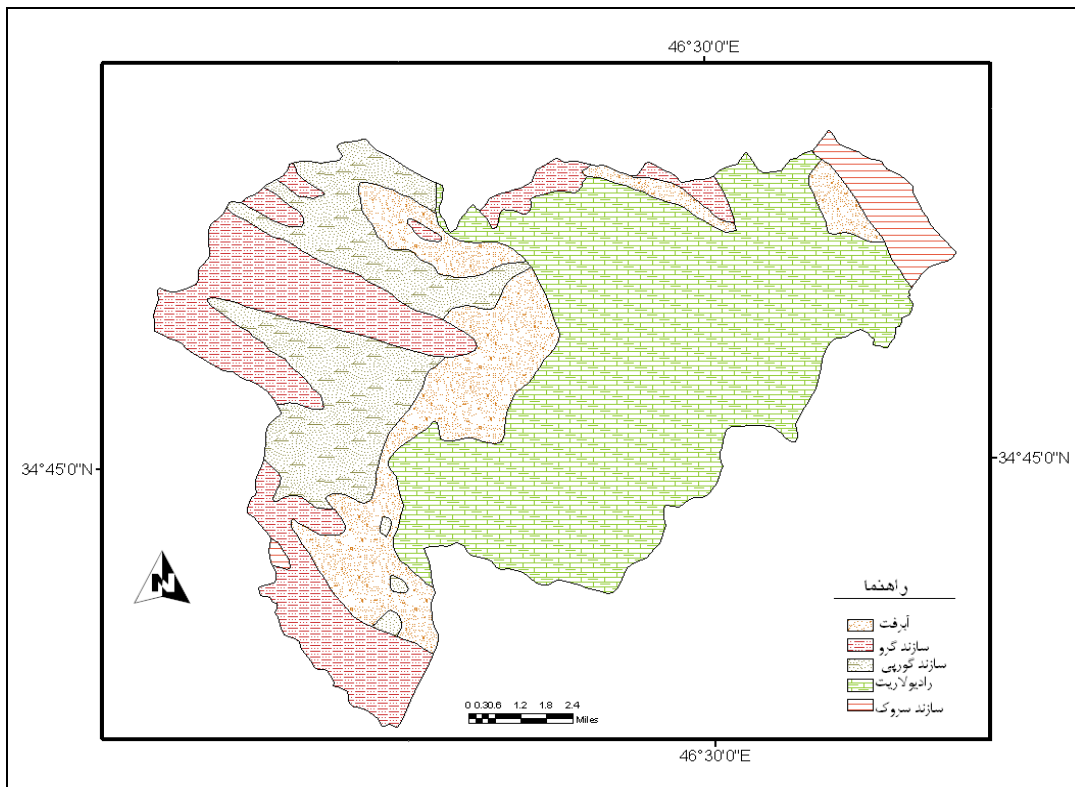 46°30'0"E
34°45'0"N
34°45'0"N
N
راهنما
آبرفت
سازند گرو
سازند گورپی
رادیولاریت
سازند سروک
0 0.30.6 1.2 1.8 2.4
Miles
46°30'0"E